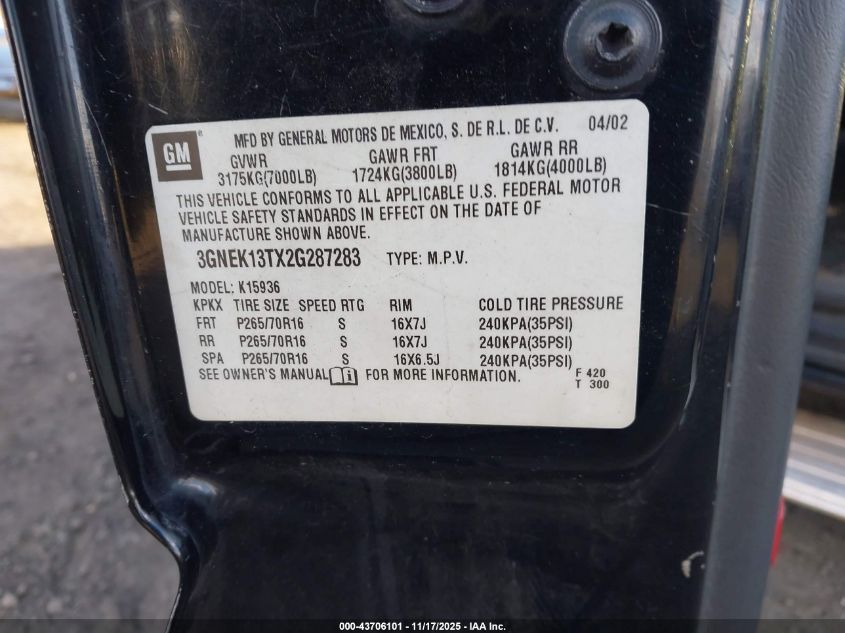 GM
MFD BY GENERAL MOTORS DE MEXICO, S. DE R.L. DE C.V. 04/02
GVWR GAWR FRT GAWR RR
3175KG(7000LB) 1724KG(3800LB) 1814KG(4000LB)
THIS VEHICLE CONFORMS TO ALL APPLICABLE U.S. FEDERAL MOTOR
VEHICLE SAFETY STANDARDS IN EFFECT ON THE DATE OF
MANUFACTURE SHOWN ABOVE.
3GNEK13TX2G287283 TYPE: M.P.V.
MODEL: K15936
KPKX TIRE SIZE SPEED RTG RIM COLD TIRE PRESSURE
FRT P265/70R16 S 16X7J 240KPA(35PSI)
RR P265/70R16 S 16X7J 240KPA(35PSI)
SPA P265/70R16 S 16X6.5J 240KPA(35PSI)
SEE OWNER'S MANUAL FOR MORE INFORMATION. F 420
T 300
000-43706101 — 11/17/2025 - IAA Inc.